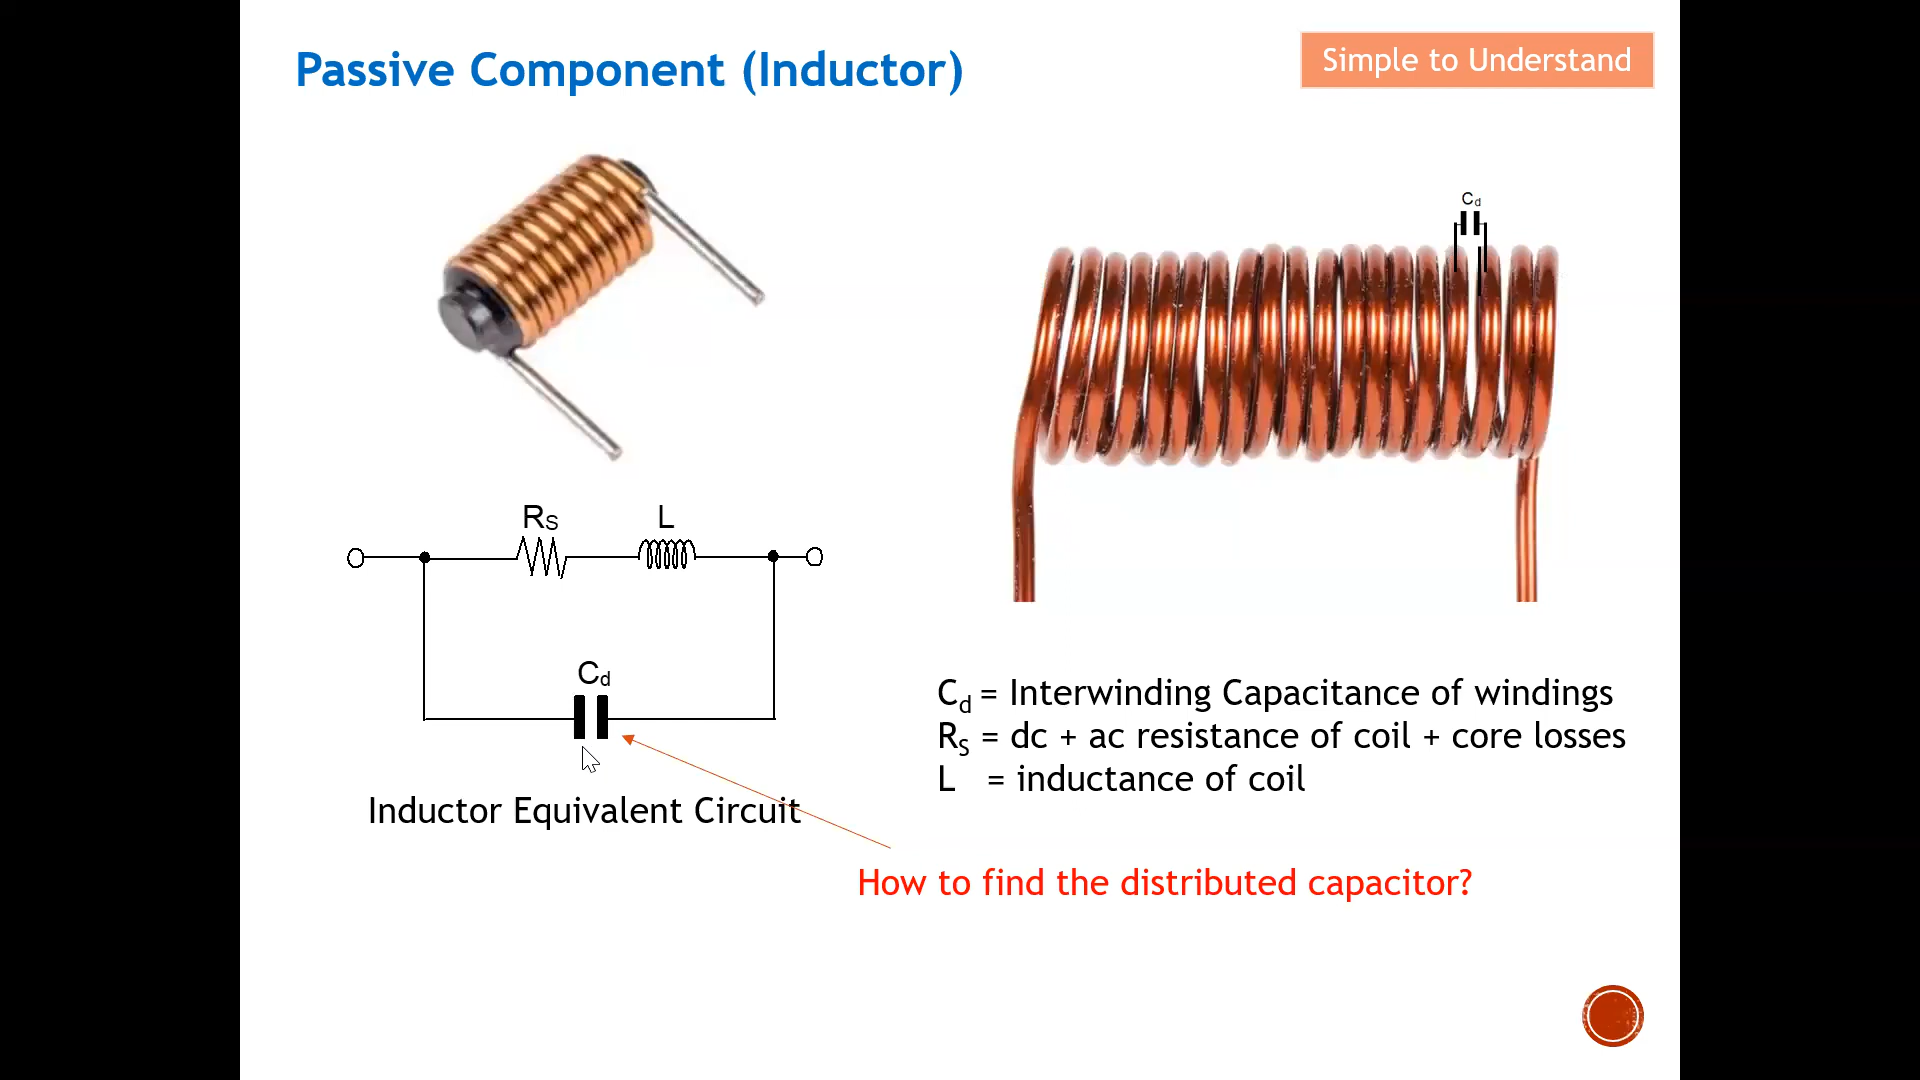 Passive Component (Inductor)
Simple to Understand
Cd
RS
L
Cd
Inductor Equivalent Circuit
Cd = Interwinding Capacitance of windings
RS = dc + ac resistance of coil + core losses
L = inductance of coil
How to find the distributed capacitor?